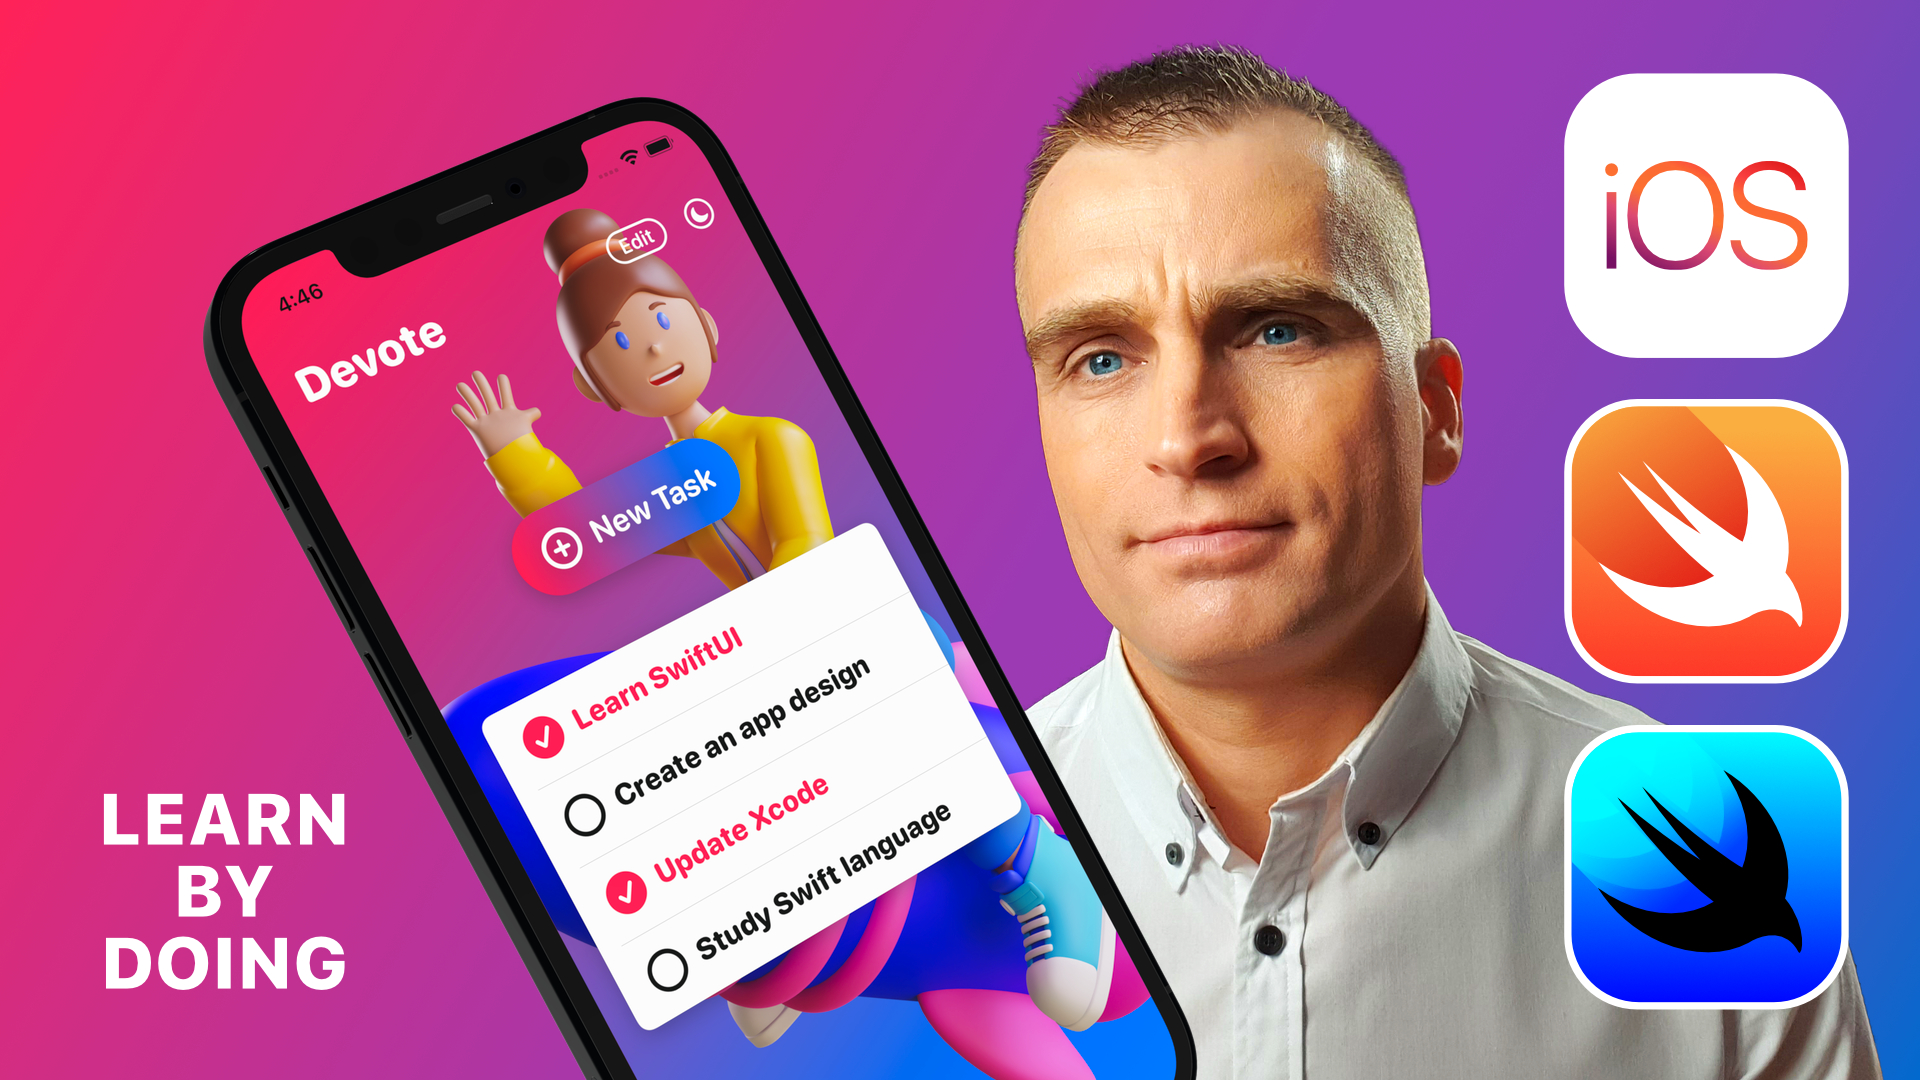 4:46
Edit
Devote
New Task
Learn SwiftUI
Create an app design
Update Xcode
Study Swift language
LEARN
BY
DOING
iOS